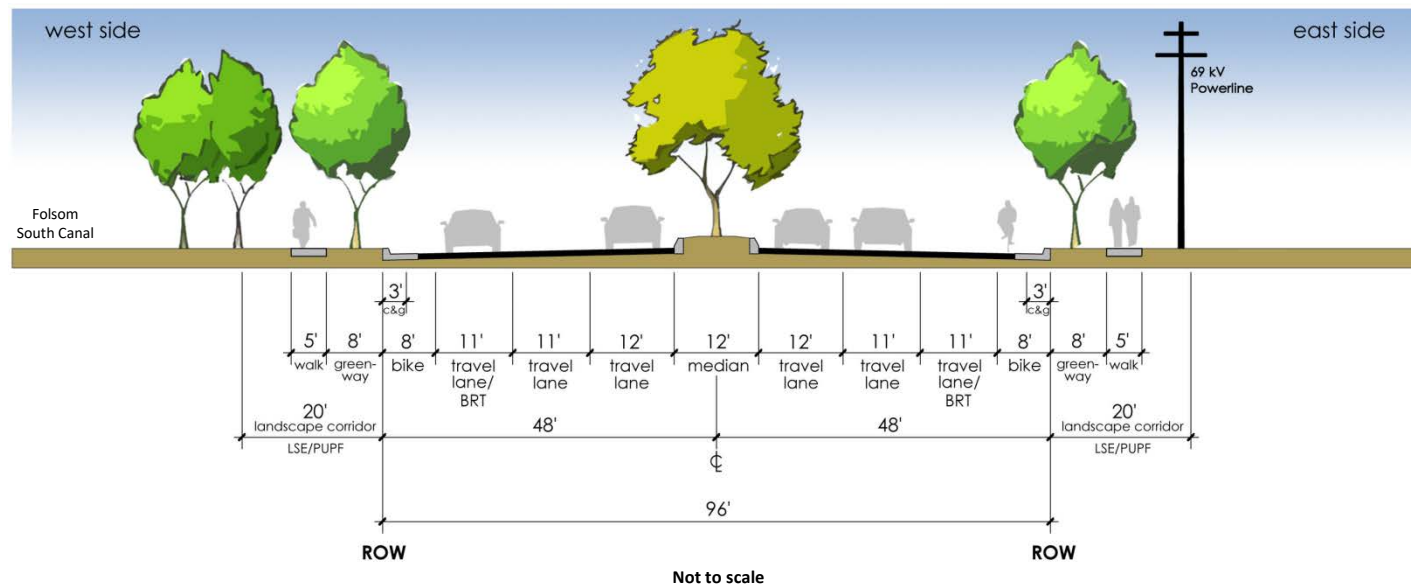 west side
east side
69 kV
Powerline
Folsom
South Canal
3'
c&g
3'
c&g
5'
walk
8'
green-
way
8'
bike
11'
travel
lane/
BRT
11'
travel
lane
12'
travel
lane
12'
median
12'
travel
lane
11'
travel
lane
11'
travel
lane/
BRT
8'
bike
8'
green-
way
5'
walk
20'
landscape corridor
LSE/PUPF
48'
48'
20'
landscape corridor
LSE/PUPF
℄
96'
ROW
ROW
Not to scale